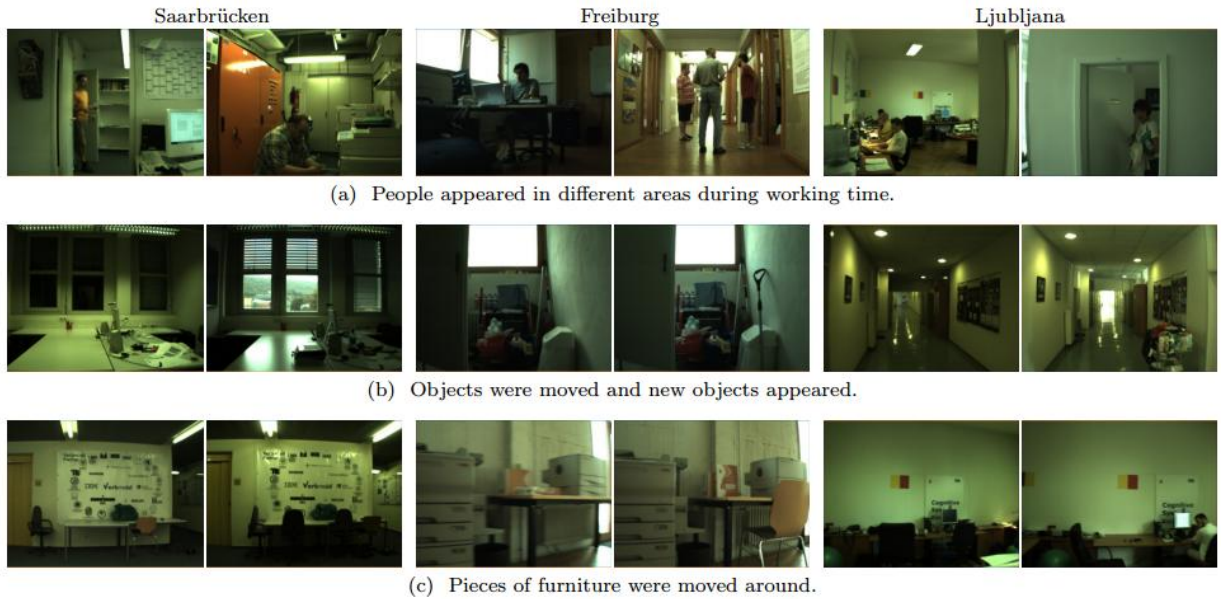 Saarbrücken Freiburg Ljubljana
(a) People appeared in different areas during working time.
(b) Objects were moved and new objects appeared.
IBM
(c) Pieces of furniture were moved around.